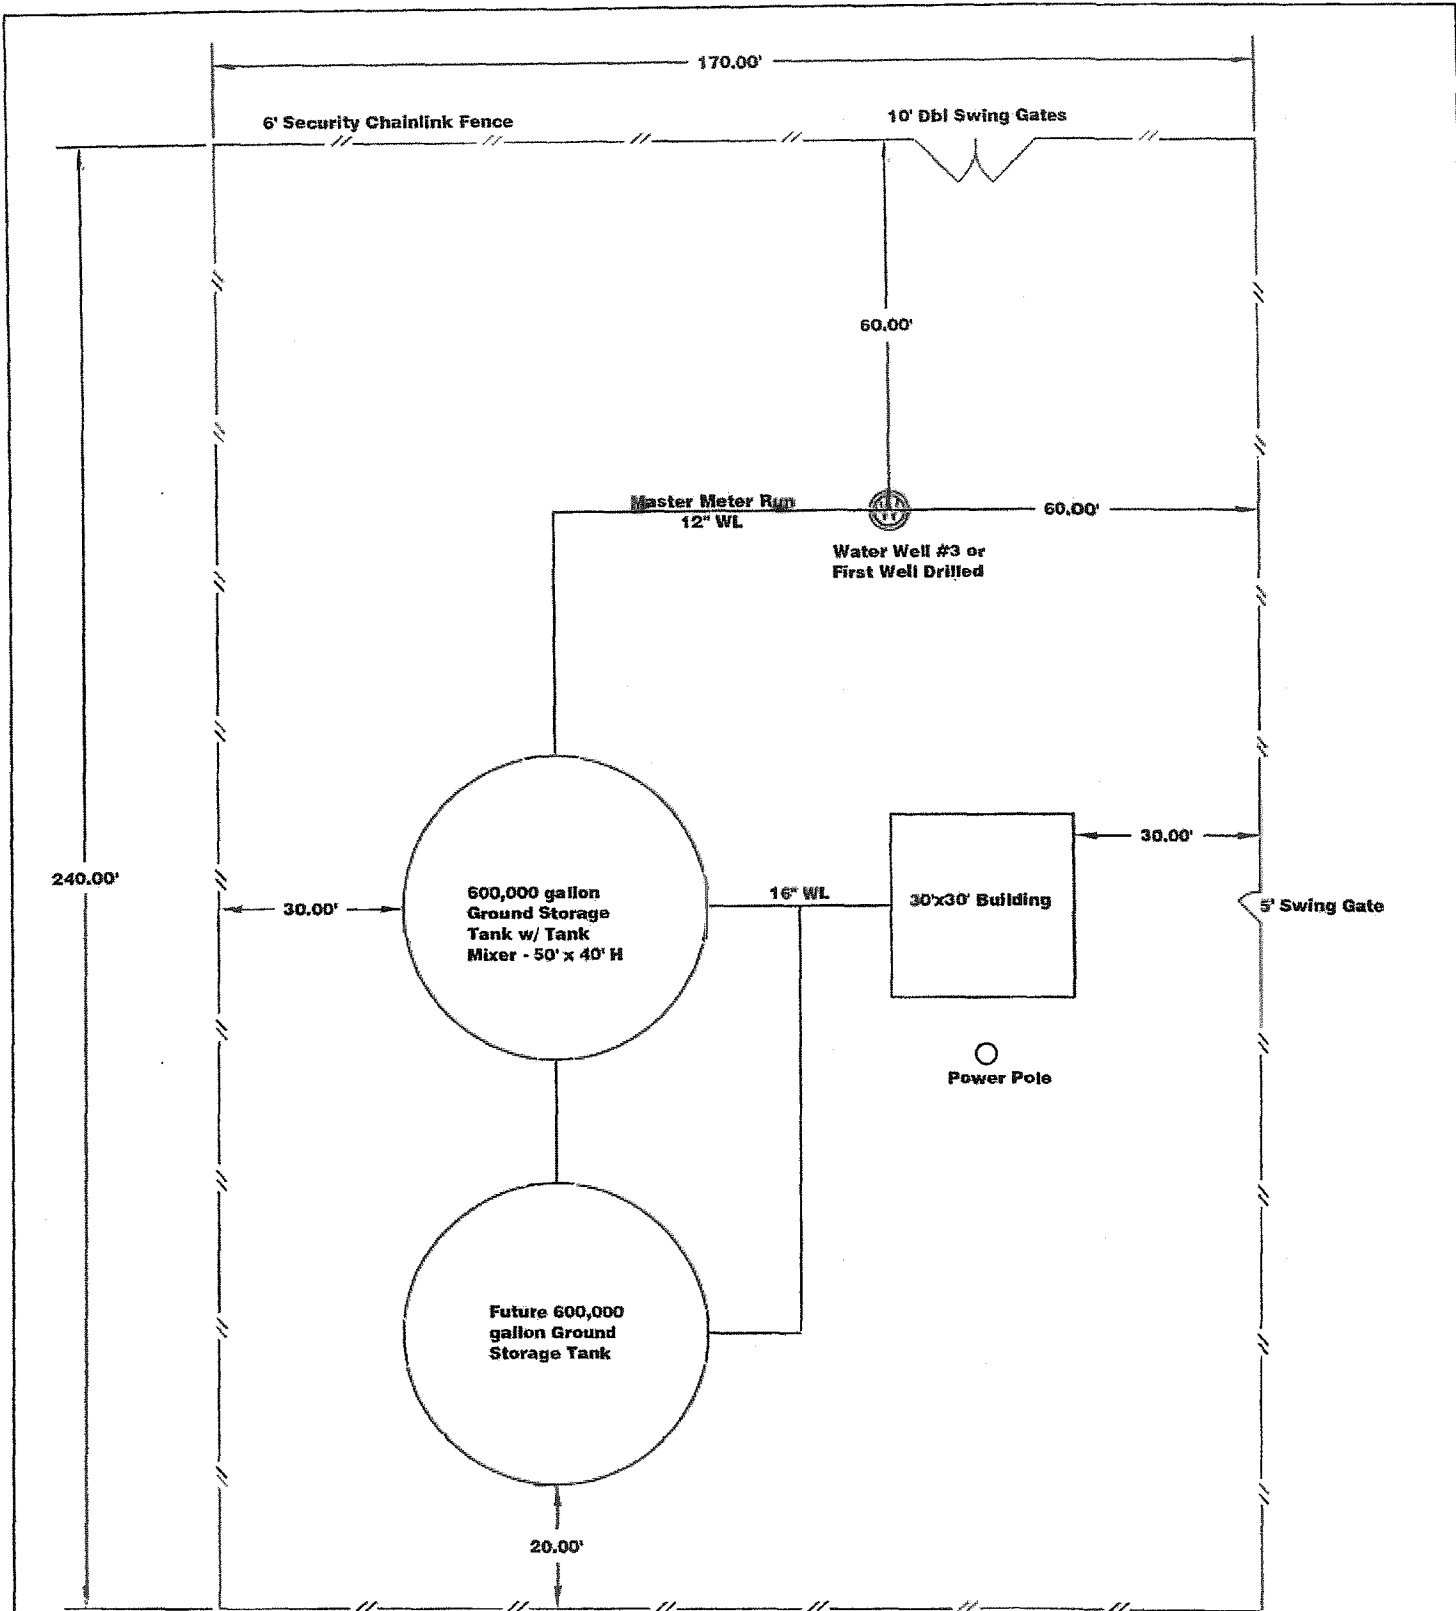 170.00'
6' Security Chainlink Fence
10' Dbl Swing Gates
60.00'
Master Meter Run
12" WL
60.00'
Water Well #3 or
First Well Drilled
240.00'
30.00'
600,000 gallon
Ground Storage
Tank w/ Tank
Mixer - 50' x 40' H
16" WL
30'x30' Building
30.00'
5' Swing Gate
Power Pole
Future 600,000
gallon Ground
Storage Tank
20.00'